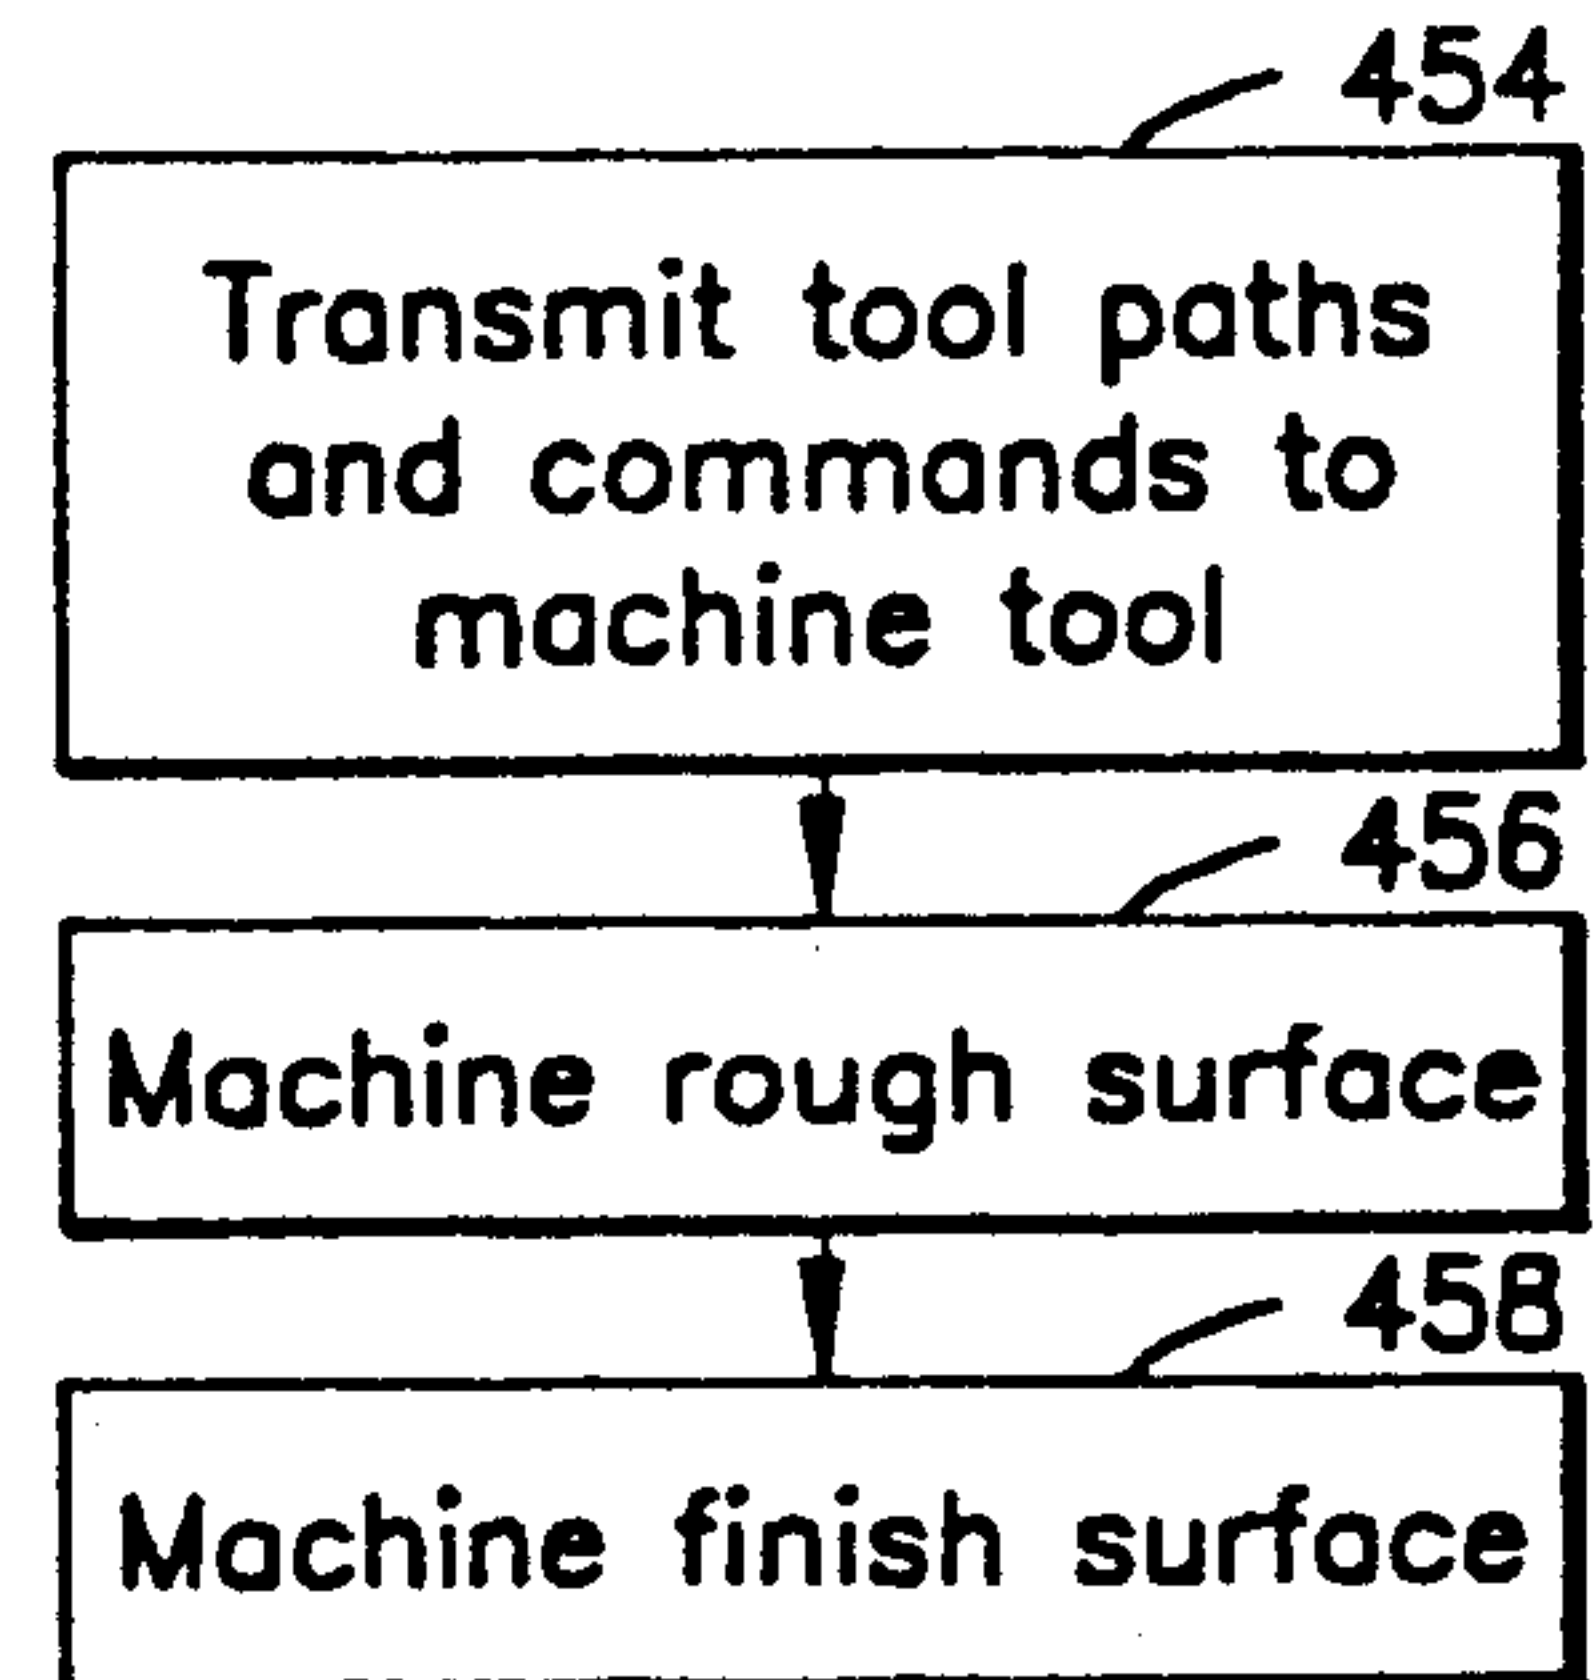 454
Transmit tool paths
and commands to
machine tool
456
Machine rough surface
458
Machine finish surface